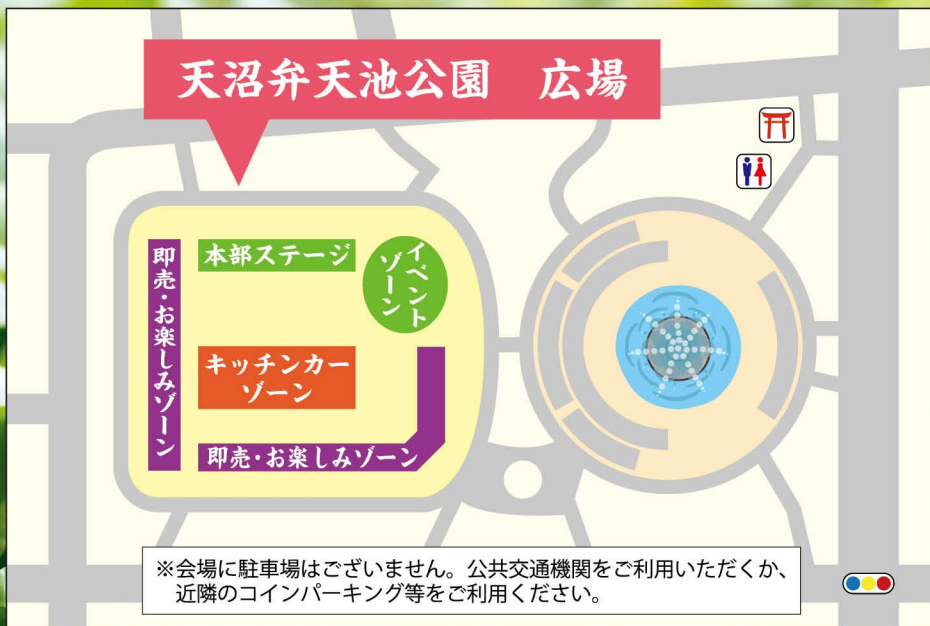 天沼弁天池公園　広場
即売・お楽しみゾーン
本部ステージ
イベント
ゾーン
キッチンカー
ゾーン
即売・お楽しみゾーン
※会場に駐車場はございません。公共交通機関をご利用いただくか、
近隣のコインパーキング等をご利用ください。